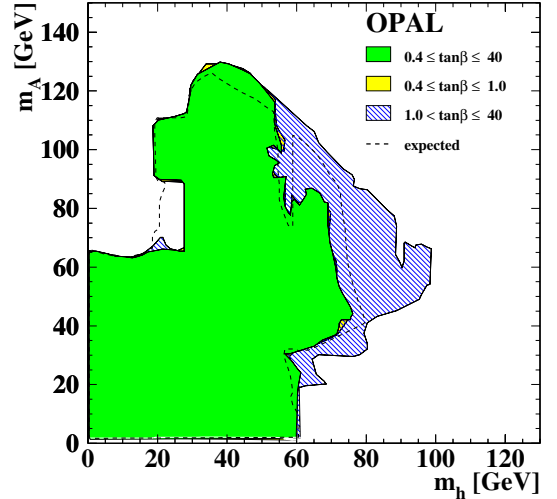 OPAL
0.4 ≤ tanβ ≤ 40
0.4 ≤ tanβ ≤ 1.0
1.0 < tanβ ≤ 40
expected
m_A [GeV]
140
120
100
80
60
40
20
0
0 20 40 60 80 100 120
m_h [GeV]